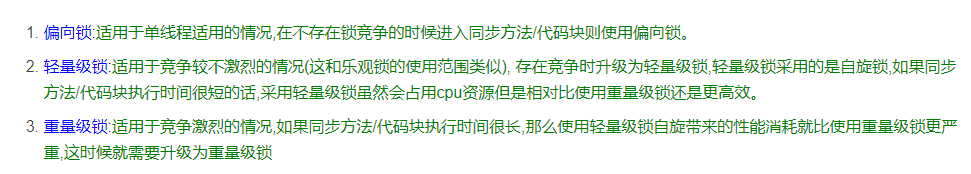 1. 偏向锁:适用于单线程适用的情况,在不存在锁竞争的时候进入同步方法/代码块则使用偏向锁。
2. 轻量级锁:适用于竞争较不激烈的情况(这和乐观锁的使用范围类似), 存在竞争时升级为轻量级锁,轻量级锁采用的是自旋锁,如果同步
方法/代码块执行时间很短的话,采用轻量级锁虽然会占用cpu资源但是相对比使用重量级锁还是更高效。
3. 重量级锁:适用于竞争激烈的情况,如果同步方法/代码块执行时间很长,那么使用轻量级锁自旋带来的性能消耗就比使用重量级锁更严
重,这时候就需要升级为重量级锁